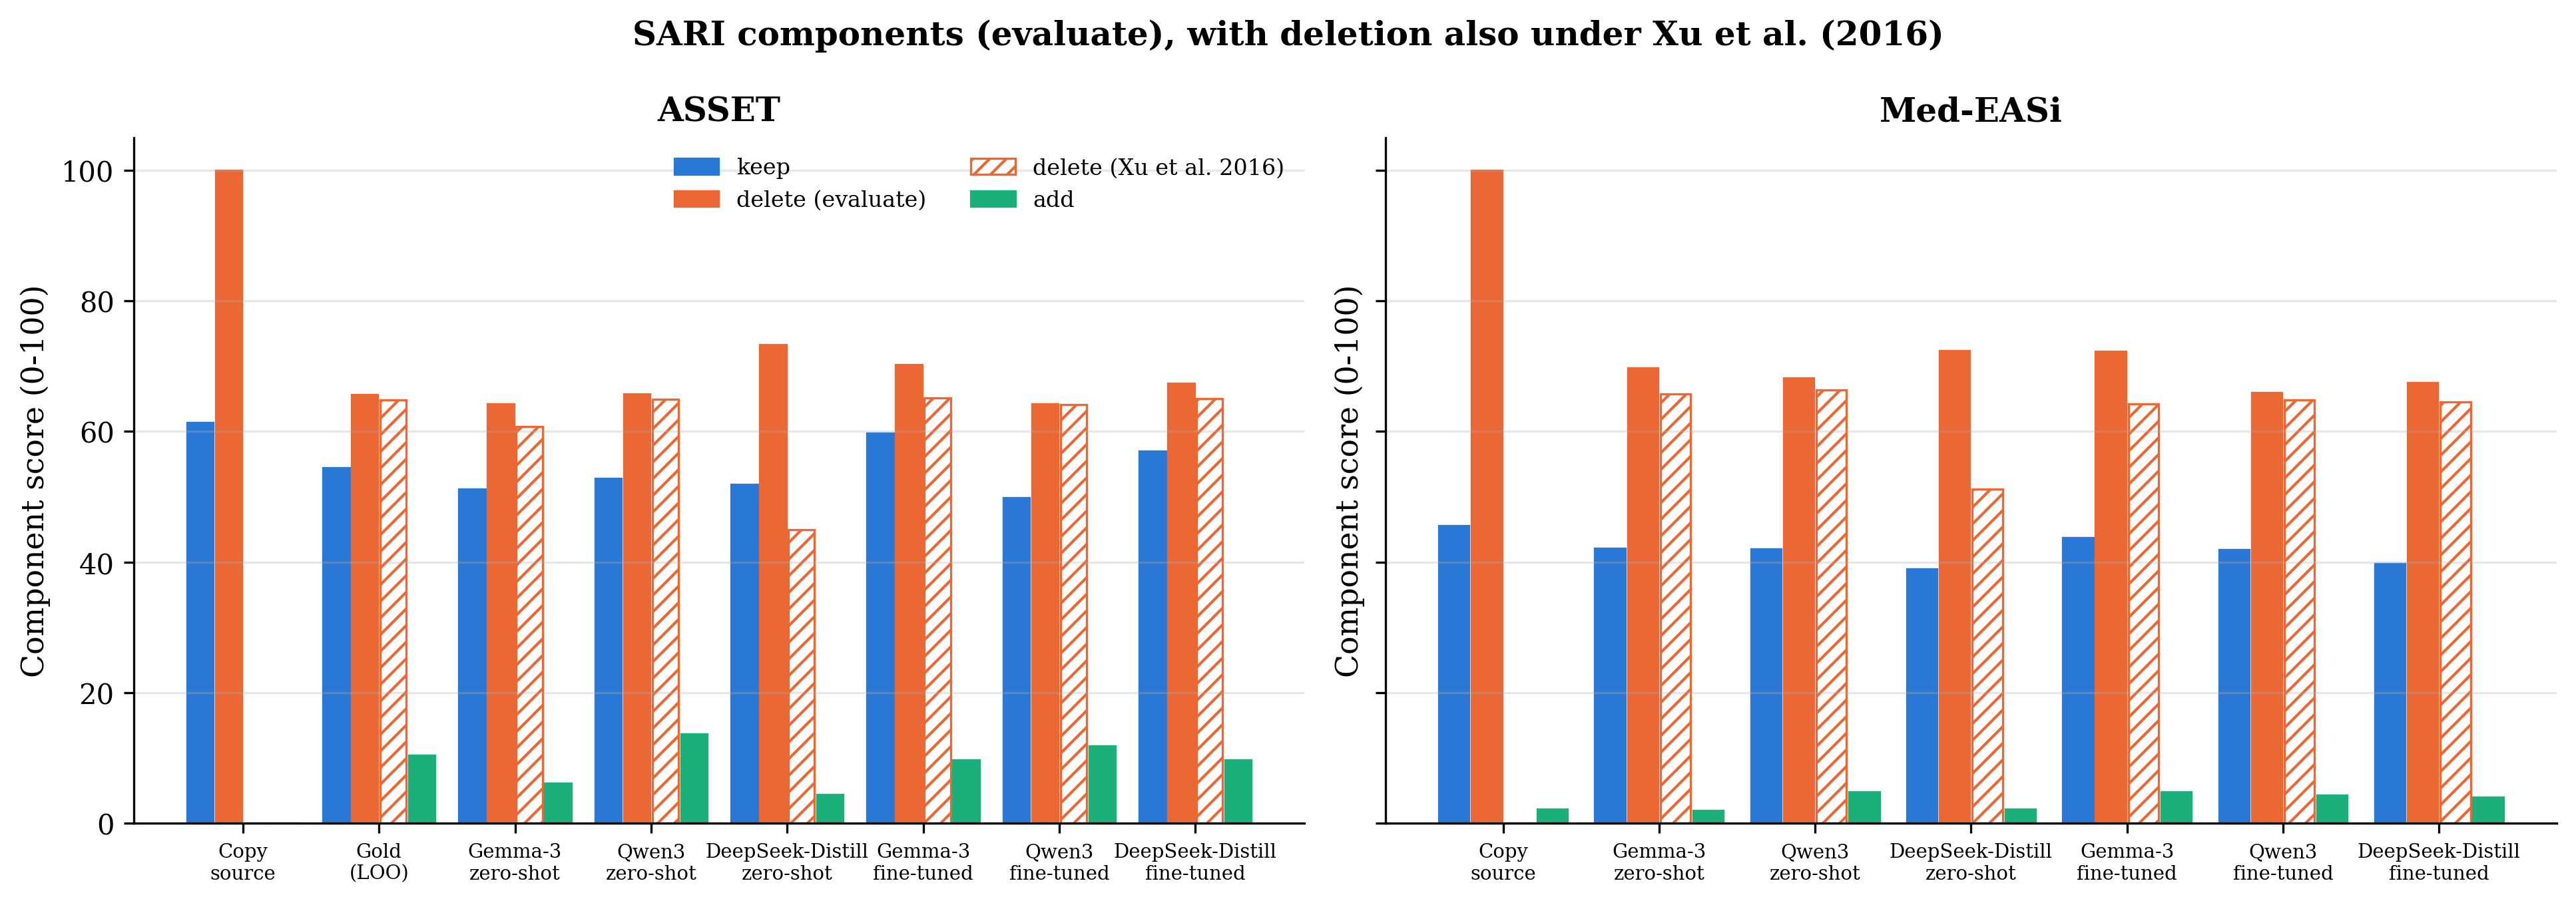 SARI components (evaluate), with deletion also under Xu et al. (2016)
ASSET
keep
delete (evaluate)
delete (Xu et al. 2016)
add
Component score (0-100)
100
80
60
40
20
0
Copy
source
Gold
(LOO)
Gemma-3
zero-shot
Qwen3
zero-shot
DeepSeek-Distill
zero-shot
Gemma-3
fine-tuned
Qwen3
fine-tuned
DeepSeek-Distill
fine-tuned
Med-EASi
Component score (0-100)
Copy
source
Gemma-3
zero-shot
Qwen3
zero-shot
DeepSeek-Distill
zero-shot
Gemma-3
fine-tuned
Qwen3
fine-tuned
DeepSeek-Distill
fine-tuned